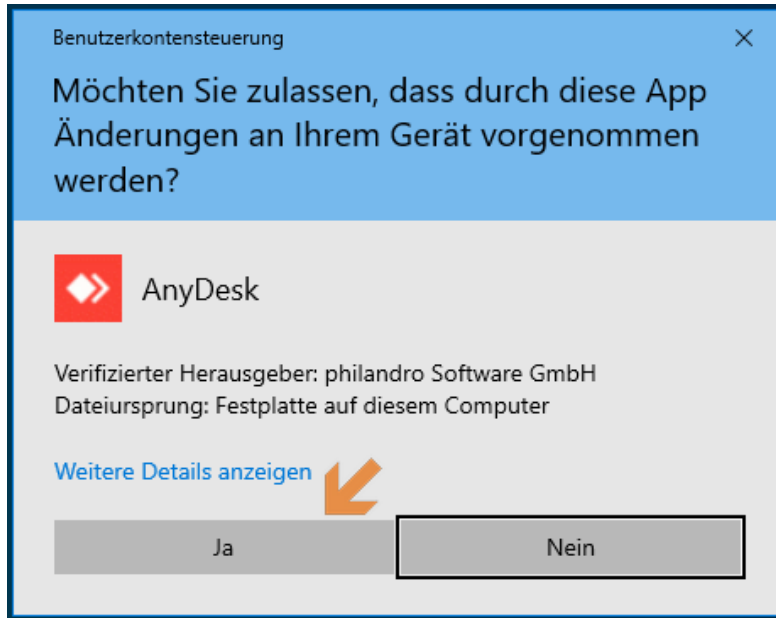 Benutzerkontensteuerung
Möchten Sie zulassen, dass durch diese App
Änderungen an Ihrem Gerät vorgenommen
werden?
AnyDesk
Verifizierter Herausgeber: philandro Software GmbH
Dateiursprung: Festplatte auf diesem Computer
Weitere Details anzeigen
Ja
Nein